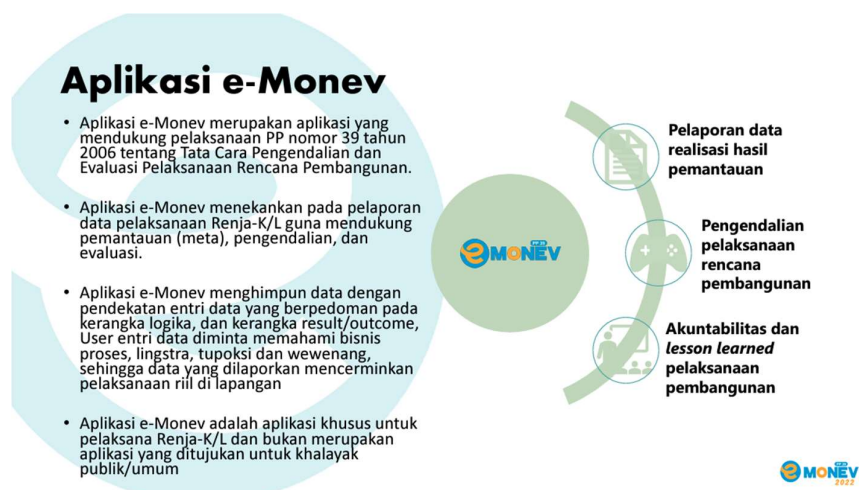 Aplikasi e-Monev
• Aplikasi e-Monev merupakan aplikasi yang
mendukung pelaksanaan PP nomor 39 tahun
2006 tentang Tata Cara Pengendalian dan
Evaluasi Pelaksanaan Rencana Pembangunan.
• Aplikasi e-Monev menekankan pada pelaporan
data pelaksanaan Renja-K/L guna mendukung
pemantauan (meta), pengendalian, dan
evaluasi.
• Aplikasi e-Monev menghimpun data dengan
pendekatan entri data yang berpedoman pada
kerangka logika, dan kerangka result/outcome,
User entri data diminta memahami bisnis
proses, lingstra, tupoksi dan wewenang,
sehingga data yang dilaporkan mencerminkan
pelaksanaan riil di lapangan
• Aplikasi e-Monev adalah aplikasi khusus untuk
pelaksana Renja-K/L dan bukan merupakan
aplikasi yang ditujukan untuk khalayak
publik/umum
e MONEV
Pelaporan data
realisasi hasil
pemantauan
Pengendalian
pelaksanaan
rencana
pembangunan
Akuntabilitas dan
lesson learned
pelaksanaan
pembangunan
e MONEV
2022